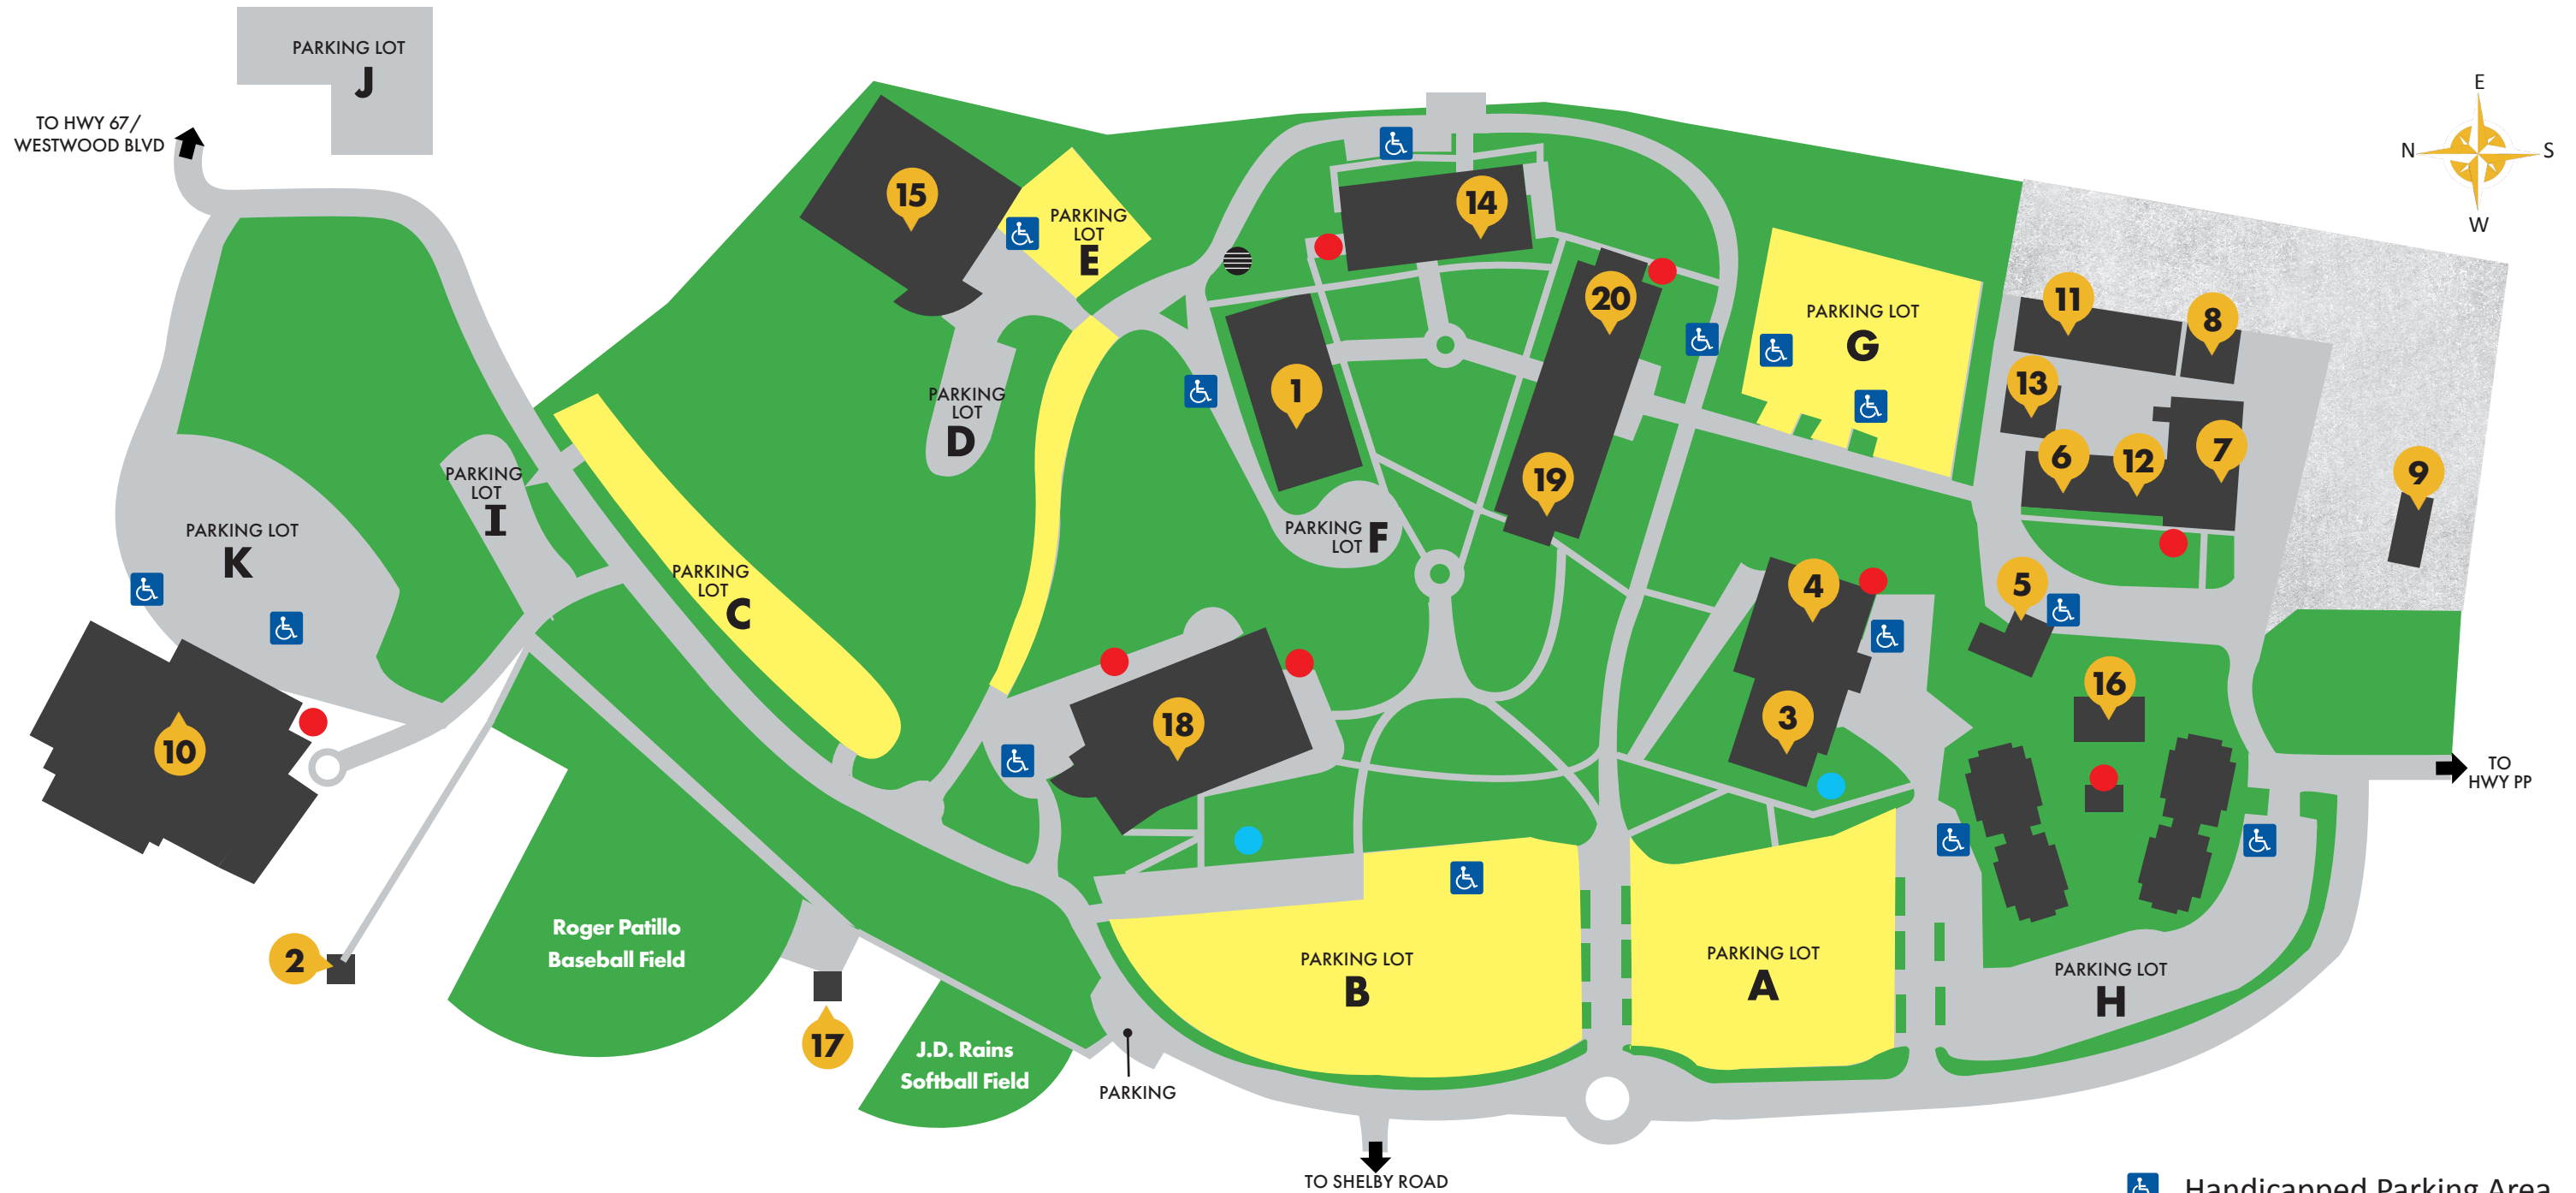 PARKING LOT
J
TO HWY 67/
WESTWOOD BLVD
E
N
S
W
15
PARKING
LOT
E
14
20
PARKING LOT
G
11
8
13
6
12
7
9
1
PARKING
LOT
D
19
PARKING
LOT
I
PARKING LOT
K
PARKING
LOT
F
PARKING
LOT
C
4
5
3
16
18
10
TO
HWY PP
2
Roger Patillo
Baseball Field
17
J.D. Rains
Softball Field
PARKING
PARKING LOT
B
PARKING LOT
A
PARKING LOT
H
TO SHELBY ROAD
Handicapped Parking Area